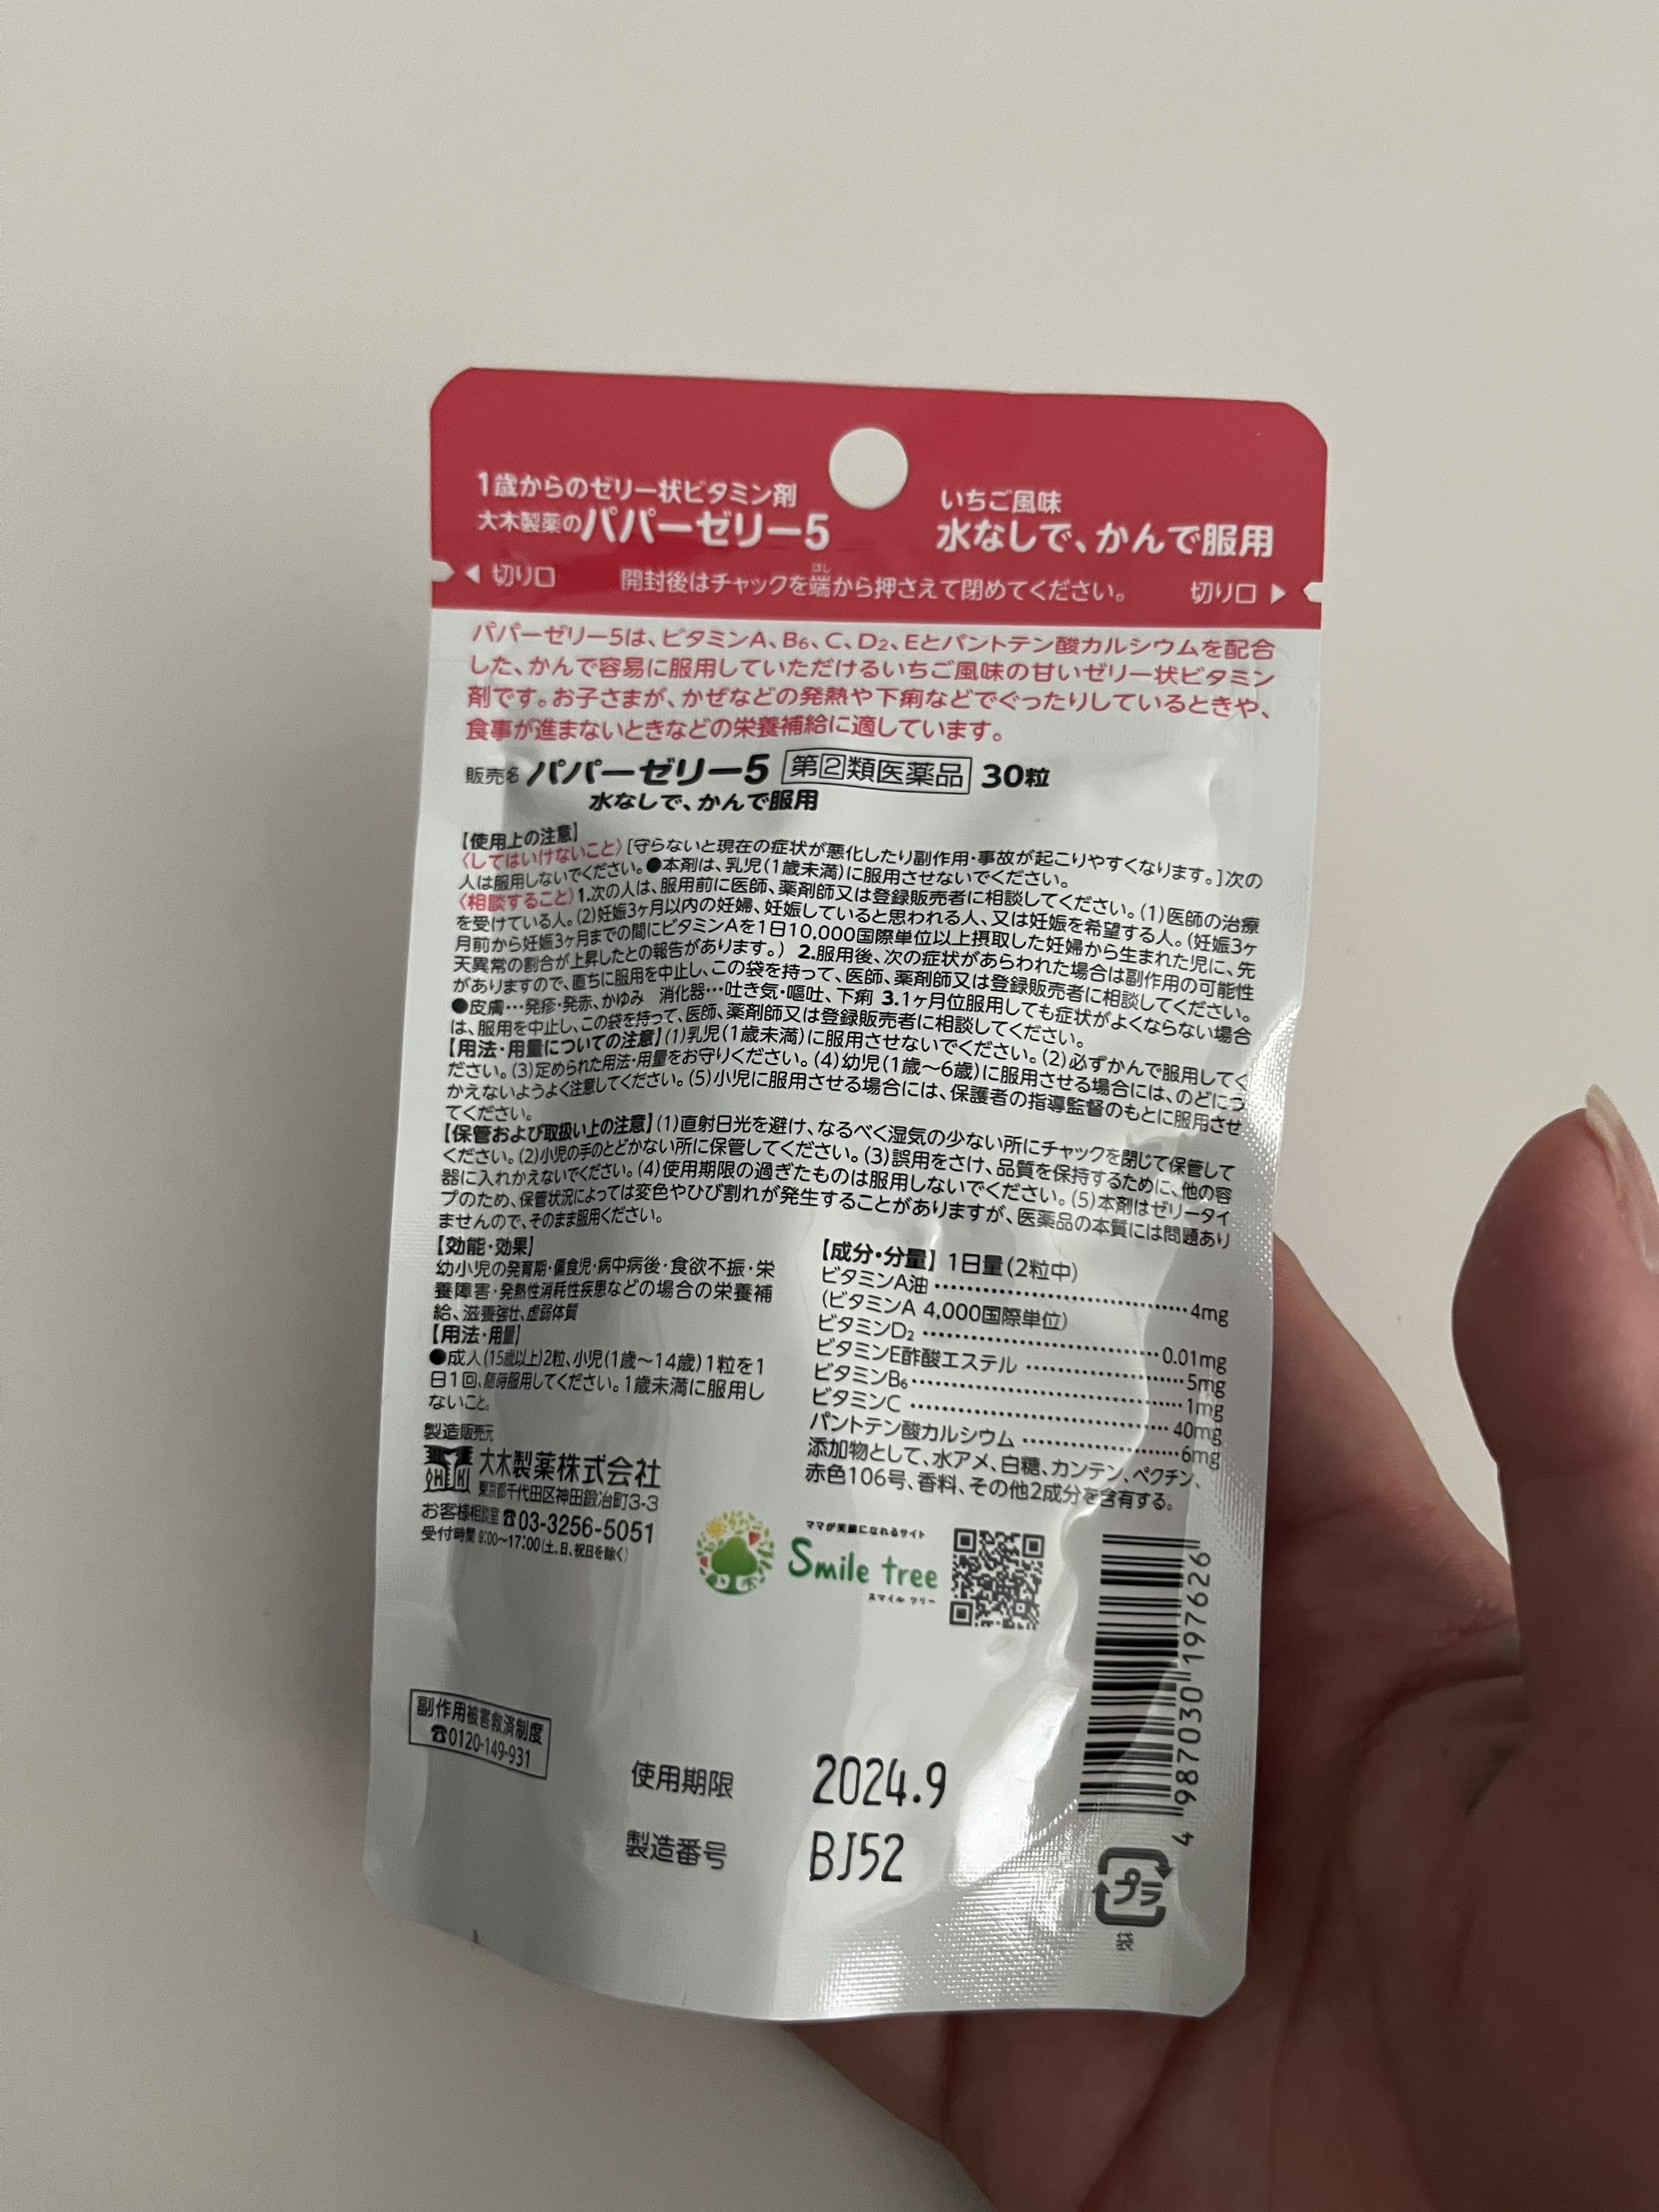 1歳からのゼリー状ビタミン剤
大木製薬のパパーゼリー5
いちご風味
水なしで、かんで服用
切り口
開封後はチャックを端から押さえて閉めてください。
はし
切り口
パパーゼリー5は、ビタミンA、B6、C、D2、Eとパントテン酸カルシウムを配合
した、かんで容易に服用していただけるいちご風味の甘いゼリー状ビタミン
剤です。お子さまが、かぜなどの発熱や下痢などでぐったりしているときや、
食事が進まないときなどの栄養補給に適しています。
販売名 パパーゼリー5 第②類医薬品 30粒
水なしで、かんで服用
【使用上の注意】
〈してはいけないこと〉[守らないと現在の症状が悪化したり副作用・事故が起こりやすくなります。]次の
人は服用しないでください。●本剤は、乳児(1歳未満)に服用させないでください。
〈相談すること〉1.次の人は、服用前に医師、薬剤師又は登録販売者に相談してください。(1)医師の治療
を受けている人。(2)妊娠3ヶ月以内の妊婦、妊娠していると思われる人、又は妊娠を希望する人。(妊娠3ヶ
月前から妊娠3ヶ月までの間にビタミンAを1日10,000国際単位以上摂取した妊婦から生まれた児に、先
天異常の割合が上昇したとの報告があります。) 2.服用後、次の症状があらわれた場合は副作用の可能性
がありますので、直ちに服用を中止し、この袋を持って、医師、薬剤師又は登録販売者に相談してください。
●皮膚…発疹・発赤、かゆみ 消化器…吐き気・嘔吐、下痢 3.1ヶ月位服用しても症状がよくならない場合
は、服用を中止し、この袋を持って、医師、薬剤師又は登録販売者に相談してください。
【用法・用量についての注意】(1)乳児(1歳未満)に服用させないでください。(2)必ずかんで服用してく
ださい。(3)定められた用法・用量をお守りください。(4)幼児(1歳~6歳)に服用させる場合には、のどにつ
かえないようよく注意してください。(5)小児に服用させる場合には、保護者の指導監督のもとに服用させ
てください。
【保管および取扱い上の注意】(1)直射日光を避け、なるべく湿気の少ない所にチャックを閉じて保管して
ください。(2)小児の手のとどかない所に保管してください。(3)誤用をさけ、品質を保持するために、他の容
器に入れかえないでください。(4)使用期限の過ぎたものは服用しないでください。(5)本剤はゼリータイ
プのため、保管状況によっては変色やひび割れが発生することがありますが、医薬品の本質には問題あり
ませんので、そのまま服用ください。
【効能・効果】
幼小児の発育期・偏食児・病中病後・食欲不振・栄
養障害・発熱性消耗性疾患などの場合の栄養補
給、滋養強壮、虚弱体質
【用法・用量】
●成人(15歳以上)2粒、小児(1歳~14歳)1粒を1
日1回、随時服用してください。1歳未満に服用し
ないこと。
【成分・分量】1日量(2粒中)
ビタミンA油 4mg
(ビタミンA 4,000国際単位)
ビタミンD2 0.01mg
ビタミンE酢酸エステル 5mg
ビタミンB6 1mg
ビタミンC 40mg
パントテン酸カルシウム 6mg
添加物として、水アメ、白糖、カンテン、ペクチン、
赤色106号、香料、その他2成分を含有する。
製造販売元
OHKI
大木製薬株式会社
東京都千代田区神田鍛冶町3-3
お客様相談室 ☎03-3256-5051
受付時間 9:00~17:00(土、日、祝日を除く)
ママが笑顔になれるサイト
Smile tree
スマイル ツリー
4 987030 197626
副作用被害救済制度
☎0120-149-931
使用期限 2024.9
製造番号 BJ52
プラ
袋